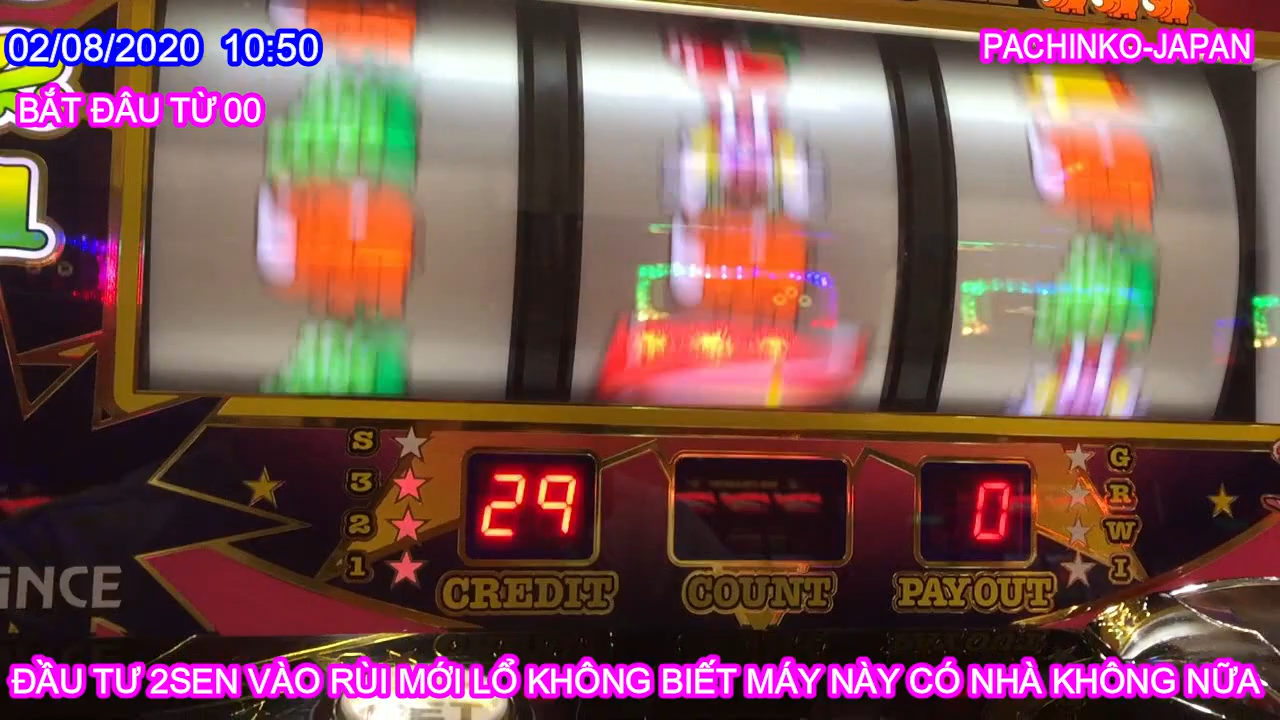 02/08/2020 10:50
PACHINKO-JAPAN
BẮT ĐÂU TỪ 00
S
3
2
1
29
0
G
R
W
I
CREDIT
COUNT
PAYOUT
INCE
ĐẦU TƯ 2SEN VÀO RÙI MỚI LỔ KHÔNG BIẾT MÁY NÀY CÓ NHÀ KHÔNG NỮA